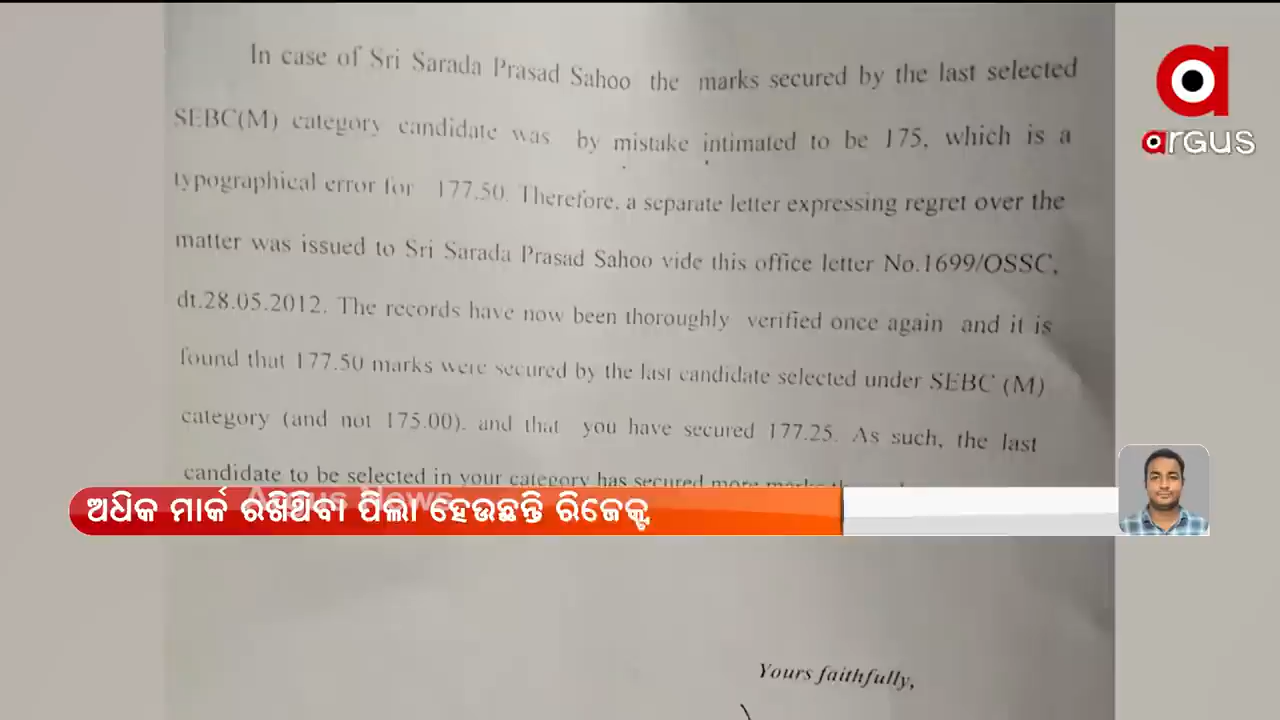 In case of Sri Sarada Prasad Sahoo the marks secured by the last selected
SEBC(M) category candidate was by mistake intimated to be 175, which is a
typographical error for 177.50. Therefore, a separate letter expressing regret over the
matter was issued to Sri Sarada Prasad Sahoo vide this office letter No.1699/OSSC,
dt.28.05.2012. The records have now been thoroughly verified once again and it is
found that 177.50 marks were secured by the last candidate selected under SEBC (M)
category (and not 175.00), and that you have secured 177.25. As such, the last
candidate to be selected in your category has secured more marks
ଅଧିକ ମାର୍କ ରଖିଥିବା ପିଲା ହେଉଛନ୍ତି ରିଜେକ୍ଟ
Argus News
Yours faithfully,
argus